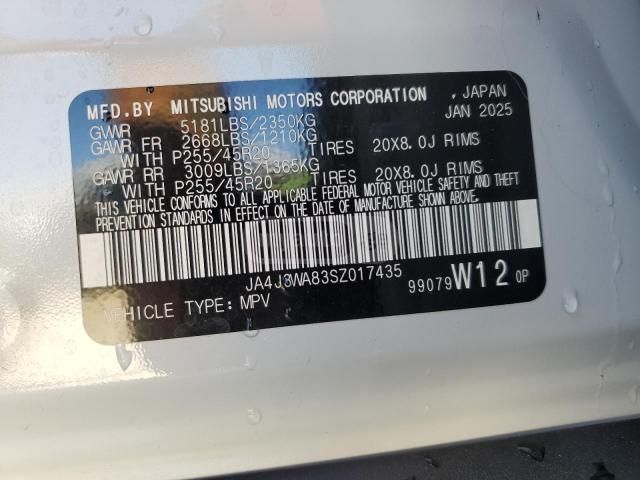 MFD.BY MITSUBISHI MOTORS CORPORATION , JAPAN
GWR 5181LBS/2350KG JAN 2025
GAWR FR 2668LBS/1210KG
WITH P255/45R20 TIRES 20X8.0J RIMS
GAWR RR 3009LBS/1365KG
WITH P255/45R20 TIRES 20X8.0J RIMS
THIS VEHICLE CONFORMS TO ALL APPLICABLE FEDERAL MOTOR VEHICLE SAFETY AND THEFT
PREVENTION STANDARDS IN EFFECT ON THE DATE OF MANUFACTURE SHOWN ABOVE.
JA4J3WA83SZ017435
VEHICLE TYPE: MPV 99079 W12 0P